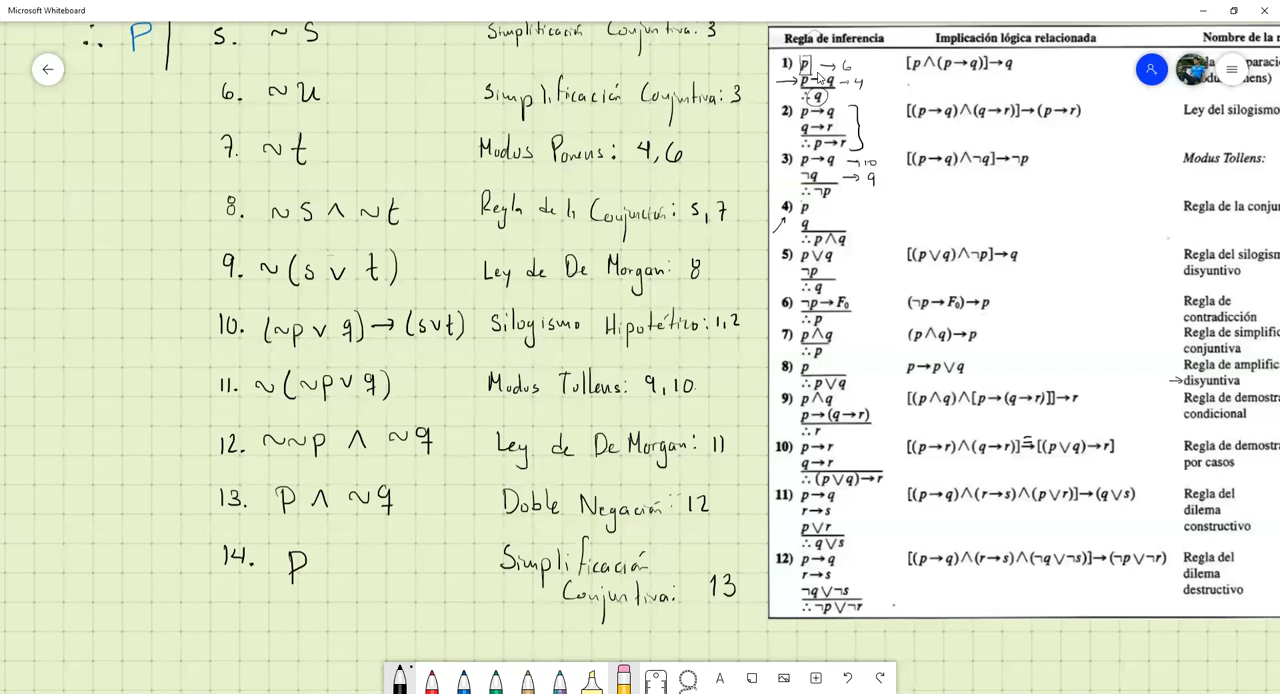 Microsoft Whiteboard
∴ P
5. ~ S Simplificación Conjuntiva: 3
6. ~ u Simplificación Conjuntiva: 3
7. ~ t Modus Ponens: 4, 6
8. ~ S ∧ ~ t Regla de la Conjunción: 5, 7
9. ~ (s ∨ t) Ley de De Morgan: 8
10. (~p ∨ q) → (s∨t) Silogismo Hipotético: 1, 2
11. ~ (~p ∨ q) Modus Tollens: 9, 10
12. ~~p ∧ ~q Ley de De Morgan: 11
13. P ∧ ~q Doble Negación: 12
14. P Simplificación
Conjuntiva: 13
Regla de inferencia Implicación lógica relacionada Nombre de la
1) p → 6 [p∧(p→q)]→q
→ p→q → 4
∴ q
2) p→q [(p→q)∧(q→r)]→(p→r) Ley del silogismo
q→r
∴ p→r
3) p→q → 10 [(p→q)∧¬q]→¬p Modus Tollens:
¬q → 9
∴ ¬p
4) p Regla de la conjun
q
∴ p∧q
5) p∨q [(p∨q)∧¬p]→q Regla del silogism
¬p disyuntivo
∴ q
6) ¬p→F₀ (¬p→F₀)→p Regla de
∴ p contradicción
7) p∧q (p∧q)→p Regla de simplific
∴ p conjuntiva
8) p p→p∨q Regla de amplific
∴ p∨q → disyuntiva
9) p∧q [(p∧q)∧[p→(q→r)]]→r Regla de demostra
p→(q→r) condicional
∴ r
10) p→r [(p→r)∧(q→r)]≡[(p∨q)→r] Regla de demostra
q→r por casos
∴ (p∨q)→r
11) p→q [(p→q)∧(r→s)∧(p∨r)]→(q∨s) Regla del
r→s dilema
p∨r constructivo
∴ q∨s
12) p→q [(p→q)∧(r→s)∧(¬q∨¬s)]→(¬p∨¬r) Regla del
r→s dilema
¬q∨¬s destructivo
∴ ¬p∨¬r
A